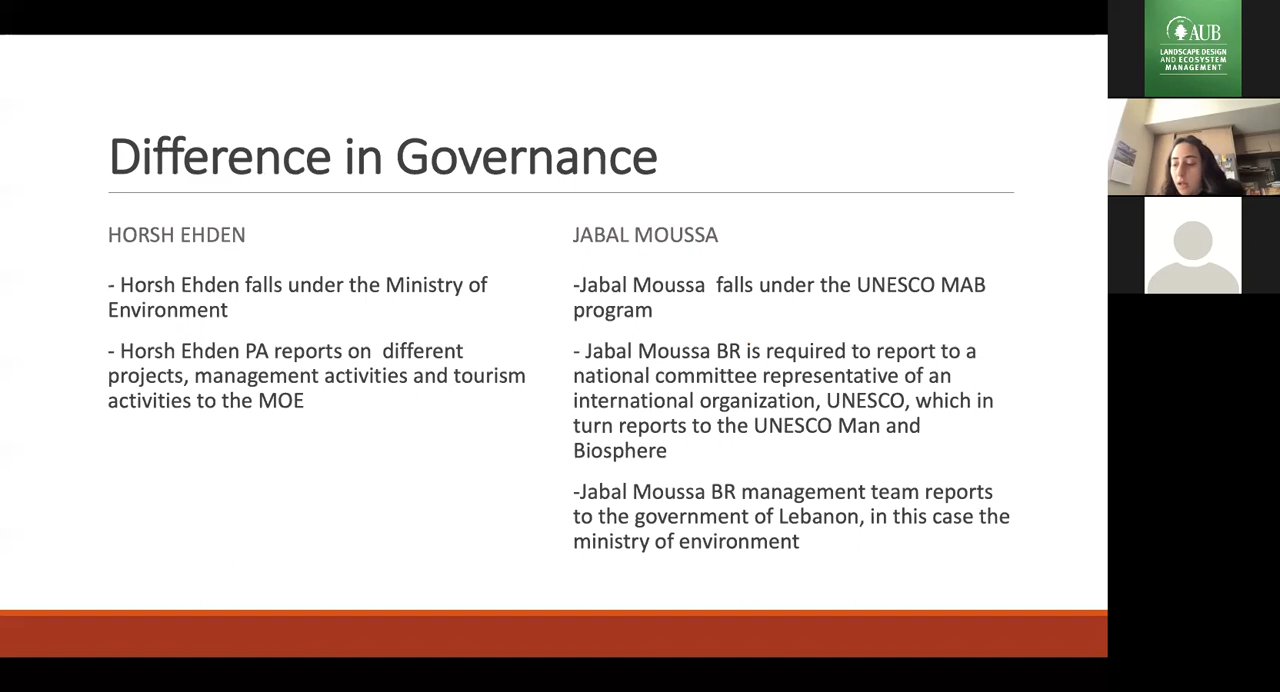 Difference in Governance
HORSH EHDEN
- Horsh Ehden falls under the Ministry of
Environment
- Horsh Ehden PA reports on  different
projects, management activities and tourism
activities to the MOE
JABAL MOUSSA
-Jabal Moussa  falls under the UNESCO MAB
program
- Jabal Moussa BR is required to report to a
national committee representative of an
international organization, UNESCO, which in
turn reports to the UNESCO Man and
Biosphere
-Jabal Moussa BR management team reports
to the government of Lebanon, in this case the
ministry of environment
AUB
LANDSCAPE DESIGN
AND ECOSYSTEM
MANAGEMENT